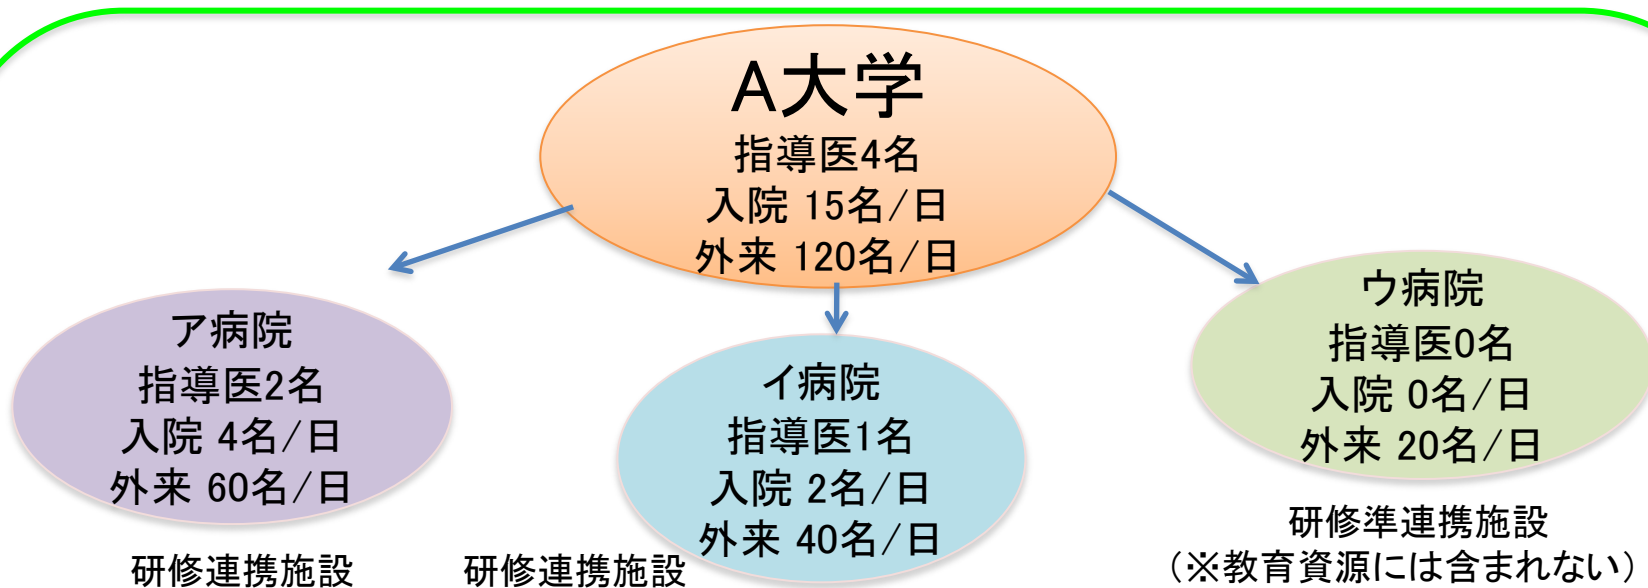 A大学
指導医4名
入院 15名/日
外来 120名/日
ア病院
指導医2名
入院 4名/日
外来 60名/日
研修連携施設
イ病院
指導医1名
入院 2名/日
外来 40名/日
研修連携施設
ウ病院
指導医0名
入院 0名/日
外来 20名/日
研修準連携施設
(※教育資源には含まれない)